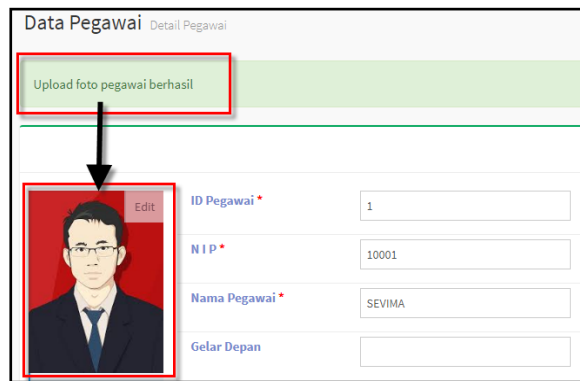 Data Pegawai Detail Pegawai
Upload foto pegawai berhasil
Edit
ID Pegawai *
1
N I P *
10001
Nama Pegawai *
SEVIMA
Gelar Depan